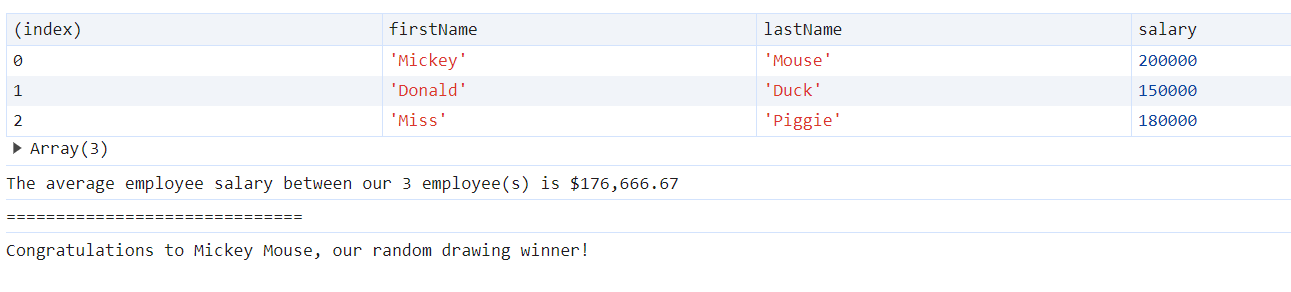 (index) firstName lastName salary
0 'Mickey' 'Mouse' 200000
1 'Donald' 'Duck' 150000
2 'Miss' 'Piggie' 180000
▶ Array(3)
The average employee salary between our 3 employee(s) is $176,666.67
==============================
Congratulations to Mickey Mouse, our random drawing winner!